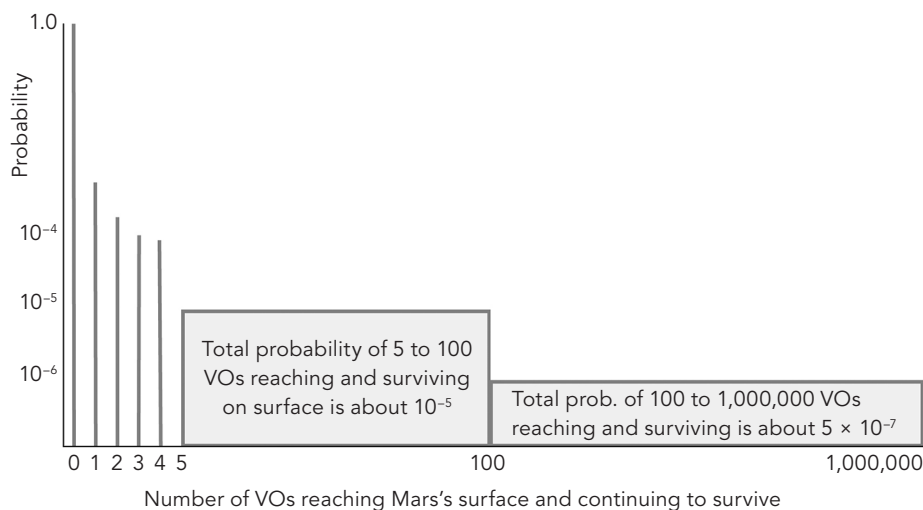 1.0
Probability
10⁻⁴
10⁻⁵
10⁻⁶
Total probability of 5 to 100
VOs reaching and surviving
on surface is about 10⁻⁵
Total prob. of 100 to 1,000,000 VOs
reaching and surviving is about 5 × 10⁻⁷
0 1 2 3 4 5 100 1,000,000
Number of VOs reaching Mars’s surface and continuing to survive